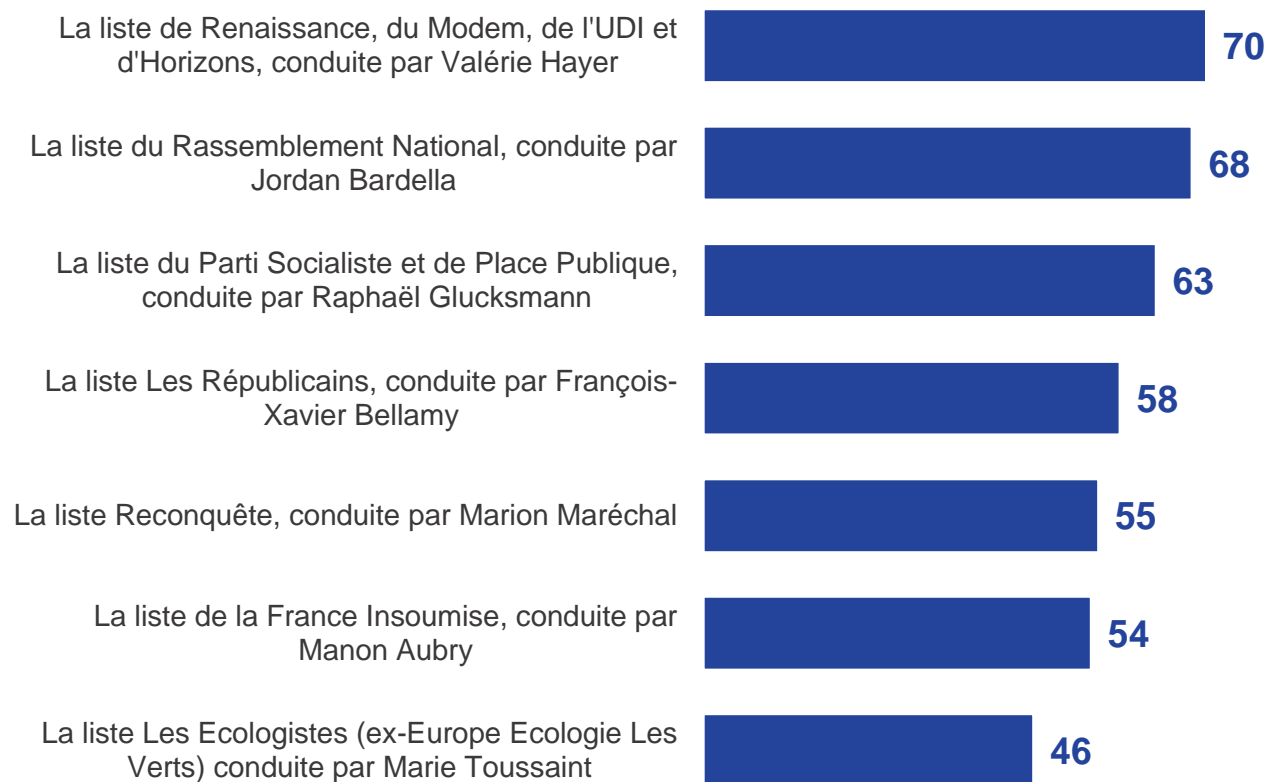 La liste de Renaissance, du Modem, de l'UDI et
d'Horizons, conduite par Valérie Hayer
70
La liste du Rassemblement National, conduite par
Jordan Bardella
68
La liste du Parti Socialiste et de Place Publique,
conduite par Raphaël Glucksmann
63
La liste Les Républicains, conduite par François-
Xavier Bellamy
58
La liste Reconquête, conduite par Marion Maréchal
55
La liste de la France Insoumise, conduite par
Manon Aubry
54
La liste Les Ecologistes (ex-Europe Ecologie Les
Verts) conduite par Marie Toussaint
46